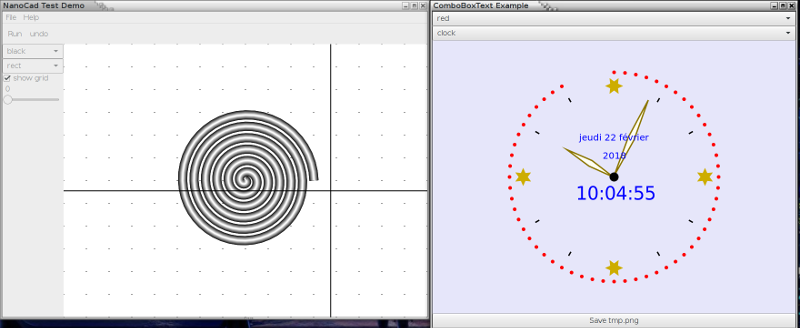 NanoCad Test Demo
File Help
Run undo
black
rect
show grid
0
ComboBoxText Example
red
clock
jeudi 22 février
2018
10:04:55
Save tmp.png